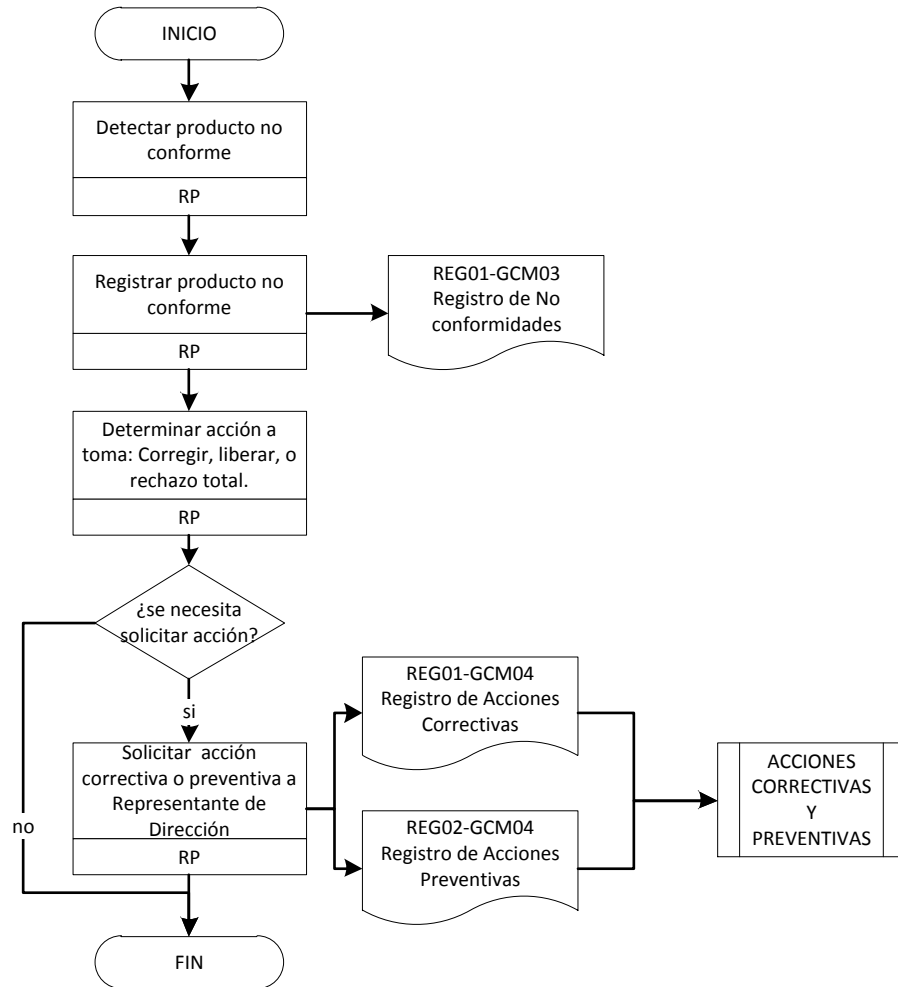 INICIO
Detectar producto no
conforme
RP
Registrar producto no
conforme
RP
REG01-GCM03
Registro de No
conformidades
Determinar acción a
toma: Corregir, liberar, o
rechazo total.
RP
¿se necesita
solicitar acción?
si
no
Solicitar acción
correctiva o preventiva a
Representante de
Dirección
RP
REG01-GCM04
Registro de Acciones
Correctivas
REG02-GCM04
Registro de Acciones
Preventivas
ACCIONES
CORRECTIVAS
Y
PREVENTIVAS
FIN